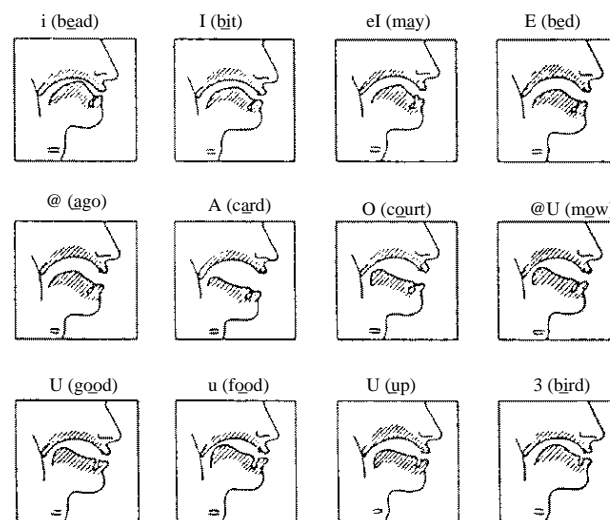 i (bead) I (bit) eI (may) E (bed)
@ (ago) A (card) O (court) @U (mow)
U (good) u (food) U (up) 3 (bird)